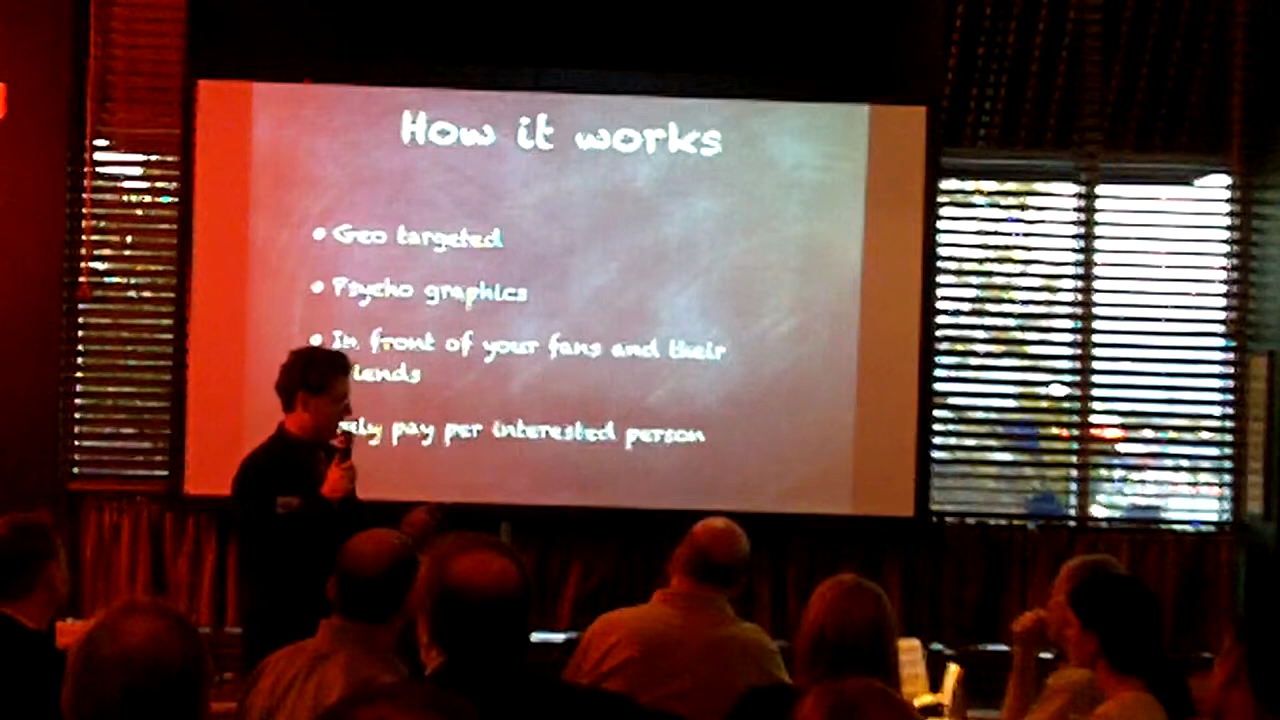 How it works
• Geo targeted
• Psycho graphics
• In front of your fans and their
pay per interested person